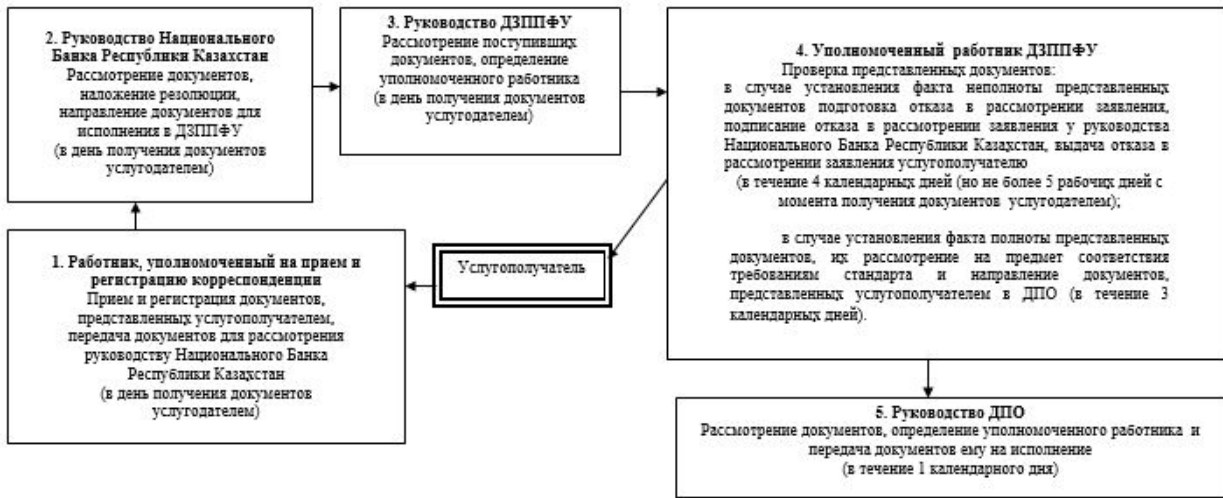 2. Руководство Национального
Банка Республики Казахстан
Рассмотрение документов,
наложение резолюции,
направление документов для
исполнения в ДЗППФУ
(в день получения документов
услугодателем)
3. Руководство ДЗППФУ
Рассмотрение поступивших
документов, определение
уполномоченного работника
(в день получения документов
услугодателем)
4. Уполномоченный работник ДЗППФУ
Проверка представленных документов:
в случае установления факта неполноты представленных
документов подготовка отказа в рассмотрении заявления,
подписание отказа в рассмотрении заявления у руководства
Национального Банка Республики Казахстан, выдача отказа в
рассмотрении заявления услугополучателю
(в течение 4 календарных дней (но не более 5 рабочих дней с
момента получения документов услугодателем);
в случае установления факта полноты представленных
документов, их рассмотрение на предмет соответствия
требованиям стандарта и направление документов,
представленных услугополучателем в ДПО (в течение 3
календарных дней).
1. Работник, уполномоченный на прием и
регистрацию корреспонденции
Прием и регистрация документов,
представленных услугополучателем,
передача документов для рассмотрения
руководству Национального Банка
Республики Казахстан
(в день получения документов
услугодателем)
Услугополучатель
5. Руководство ДПО
Рассмотрение документов, определение уполномоченного работника и
передача документов ему на исполнение
(в течение 1 календарного дня)